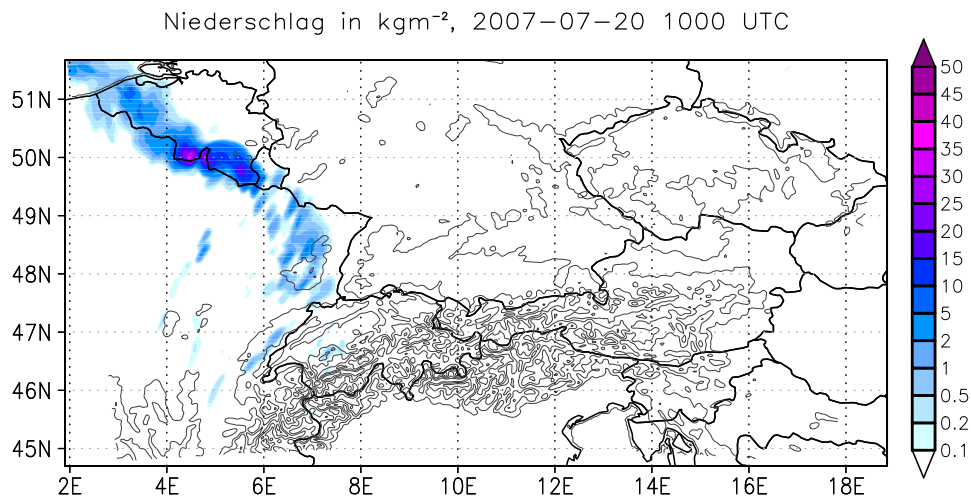 Niederschlag in kgm⁻², 2007−07−20 1000 UTC
51N
50N
49N
48N
47N
46N
45N
2E 4E 6E 8E 10E 12E 14E 16E 18E
50
45
40
35
30
25
20
15
10
5
2
1
0.5
0.2
0.1